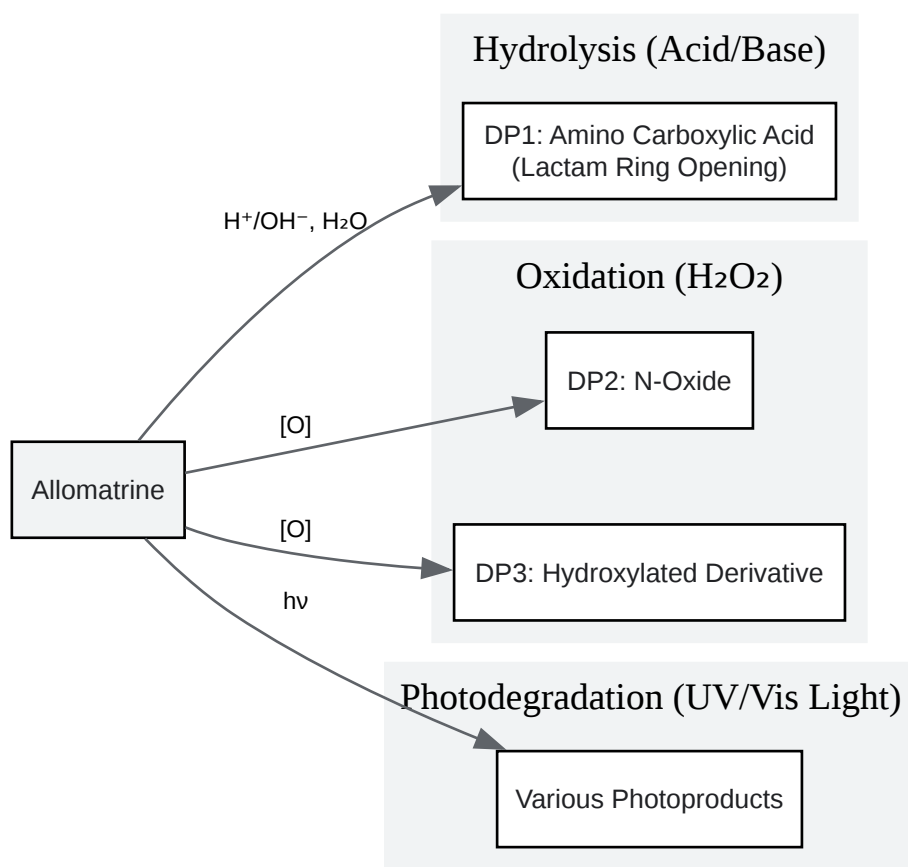 Hydrolysis (Acid/Base)
DP1: Amino Carboxylic Acid
(Lactam Ring Opening)
H⁺/OH⁻, H₂O
Oxidation (H₂O₂)
DP2: N-Oxide
[O]
Allomatrine
[O]
DP3: Hydroxylated Derivative
hν
Photodegradation (UV/Vis Light)
Various Photoproducts